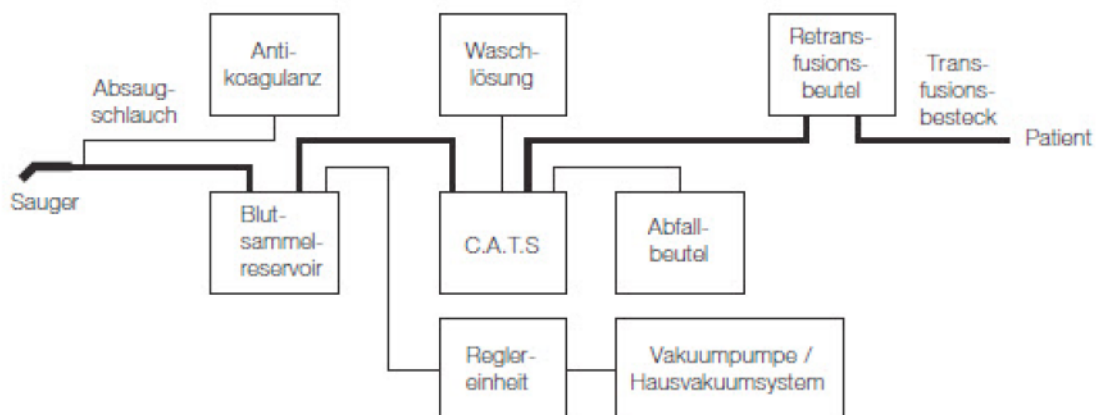 Anti-
koagulanz
Wasch-
lösung
Retrans-
fusions-
beutel
Absaug-
schlauch
Trans-
fusions-
besteck
Patient
Sauger
Blut-
sammel-
reservoir
C.A.T.S
Abfall-
beutel
Regler-
einheit
Vakuumpumpe /
Hausvakuumsystem